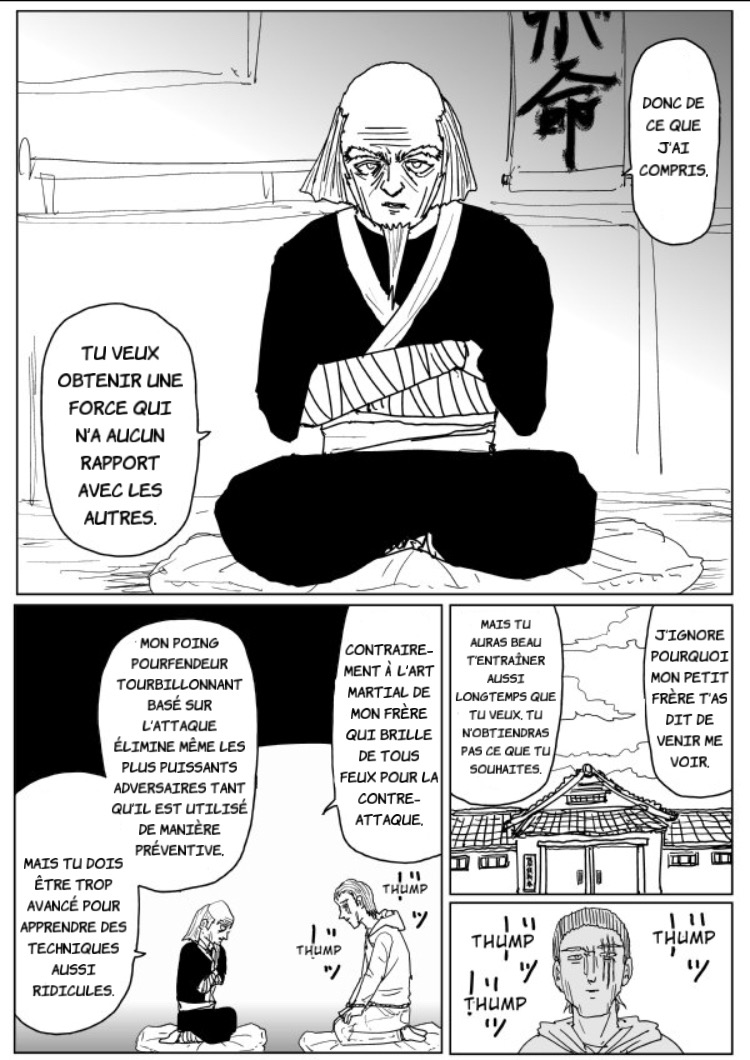 DONC DE
CE QUE
J'AI
COMPRIS.
命
TU VEUX
OBTENIR UNE
FORCE QUI
N'A AUCUN
RAPPORT
AVEC LES
AUTRES.
J'IGNORE
POURQUOI
MON PETIT
FRÈRE T'AS
DIT DE
VENIR ME
VOIR.
MAIS TU
AURAS BEAU
T'ENTRAÎNER
AUSSI
LONGTEMPS QUE
TU VEUX. TU
N'OBTIENDRAS
PAS CE QUE TU
SOUHAITES.
THUMP
THUMP
THUMP
CONTRAIRE-
MENT À L'ART
MARTIAL DE
MON FRÈRE
QUI BRILLE
DE TOUS
FEUX POUR LA
CONTRE-
ATTAQUE.
MON POING
POURFENDEUR
TOURBILLONNANT
BASÉ SUR
L'ATTAQUE
ÉLIMINE MÊME LES
PLUS PUISSANTS
ADVERSAIRES TANT
QU'IL EST UTILISÉ
DE MANIÈRE
PRÉVENTIVE.
MAIS TU DOIS
ÊTRE TROP
AVANCÉ POUR
APPRENDRE DES
TECHNIQUES
AUSSI
RIDICULES.
THUMP
THUMP